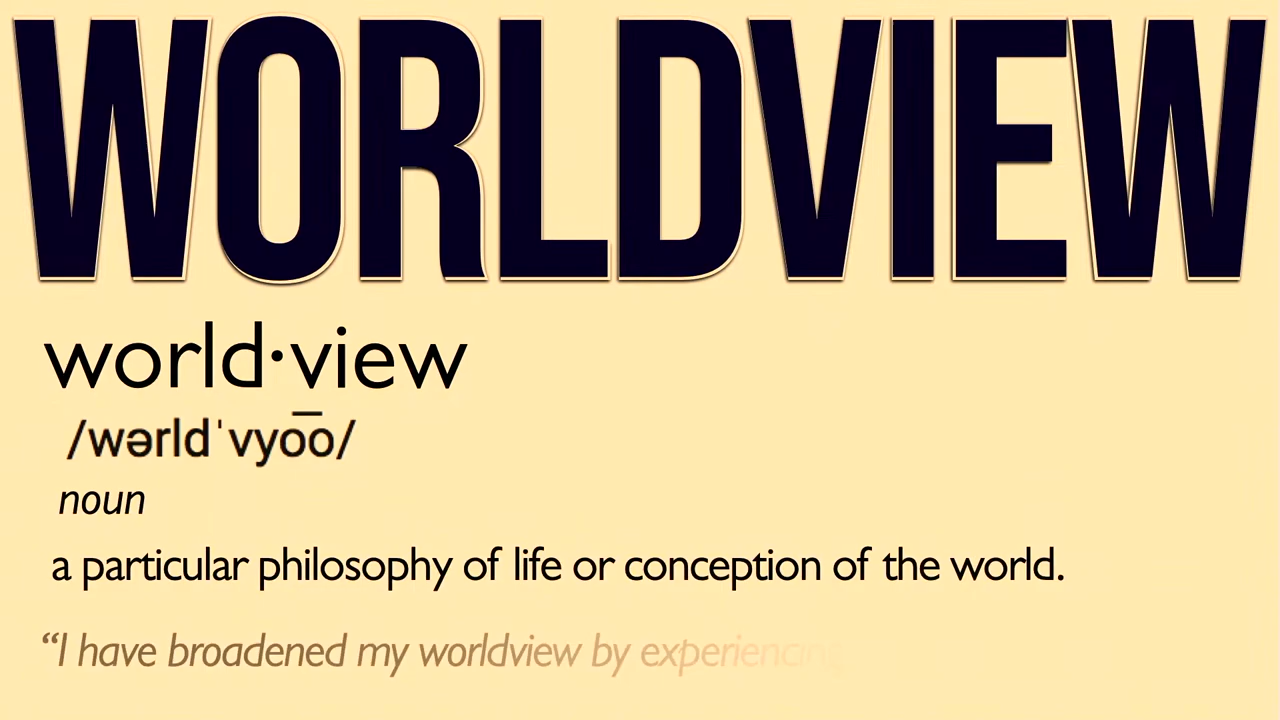 WORLDVIEW
world·view
/wərldˈvyo͞o/
noun
a particular philosophy of life or conception of the world.
“I have broadened my worldview by experiencing